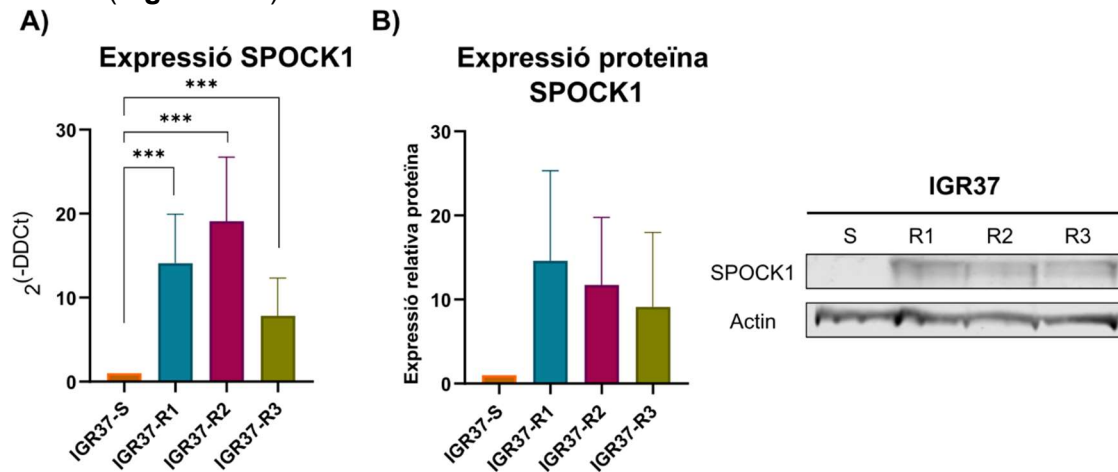 A)
Expressió SPOCK1
***
***
***
30
20
10
0
2(-DDCt)
IGR37-S
IGR37-R1
IGR37-R2
IGR37-R3
B)
Expressió proteïna
SPOCK1
30
20
10
0
Expressió relativa proteïna
IGR37-S
IGR37-R1
IGR37-R2
IGR37-R3
IGR37
S R1 R2 R3
SPOCK1
Actin